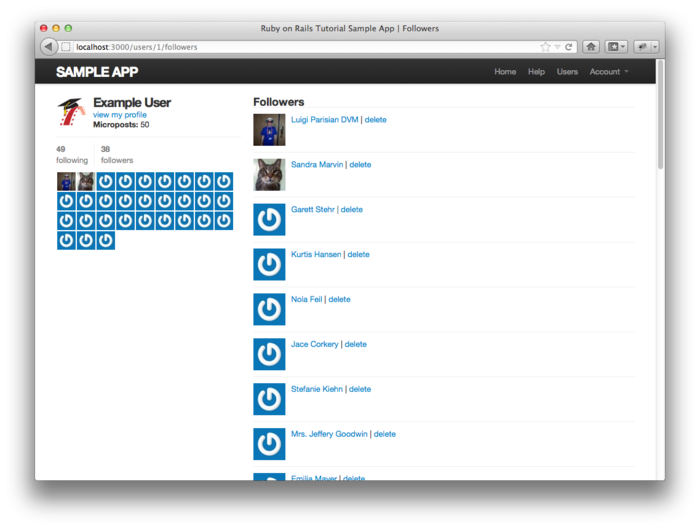 Ruby on Rails Tutorial Sample App | Followers
localhost:3000/users/1/followers
SAMPLE APP
Home Help Users Account
Example User
view my profile
Microposts: 50
49 following
38 followers
Followers
Luigi Parisian DVM | delete
Sandra Marvin | delete
Garett Stehr | delete
Kurtis Hansen | delete
Nola Feil | delete
Jace Corkery | delete
Stefanie Kiehn | delete
Mrs. Jeffery Goodwin | delete
Emilia Mayer | delete